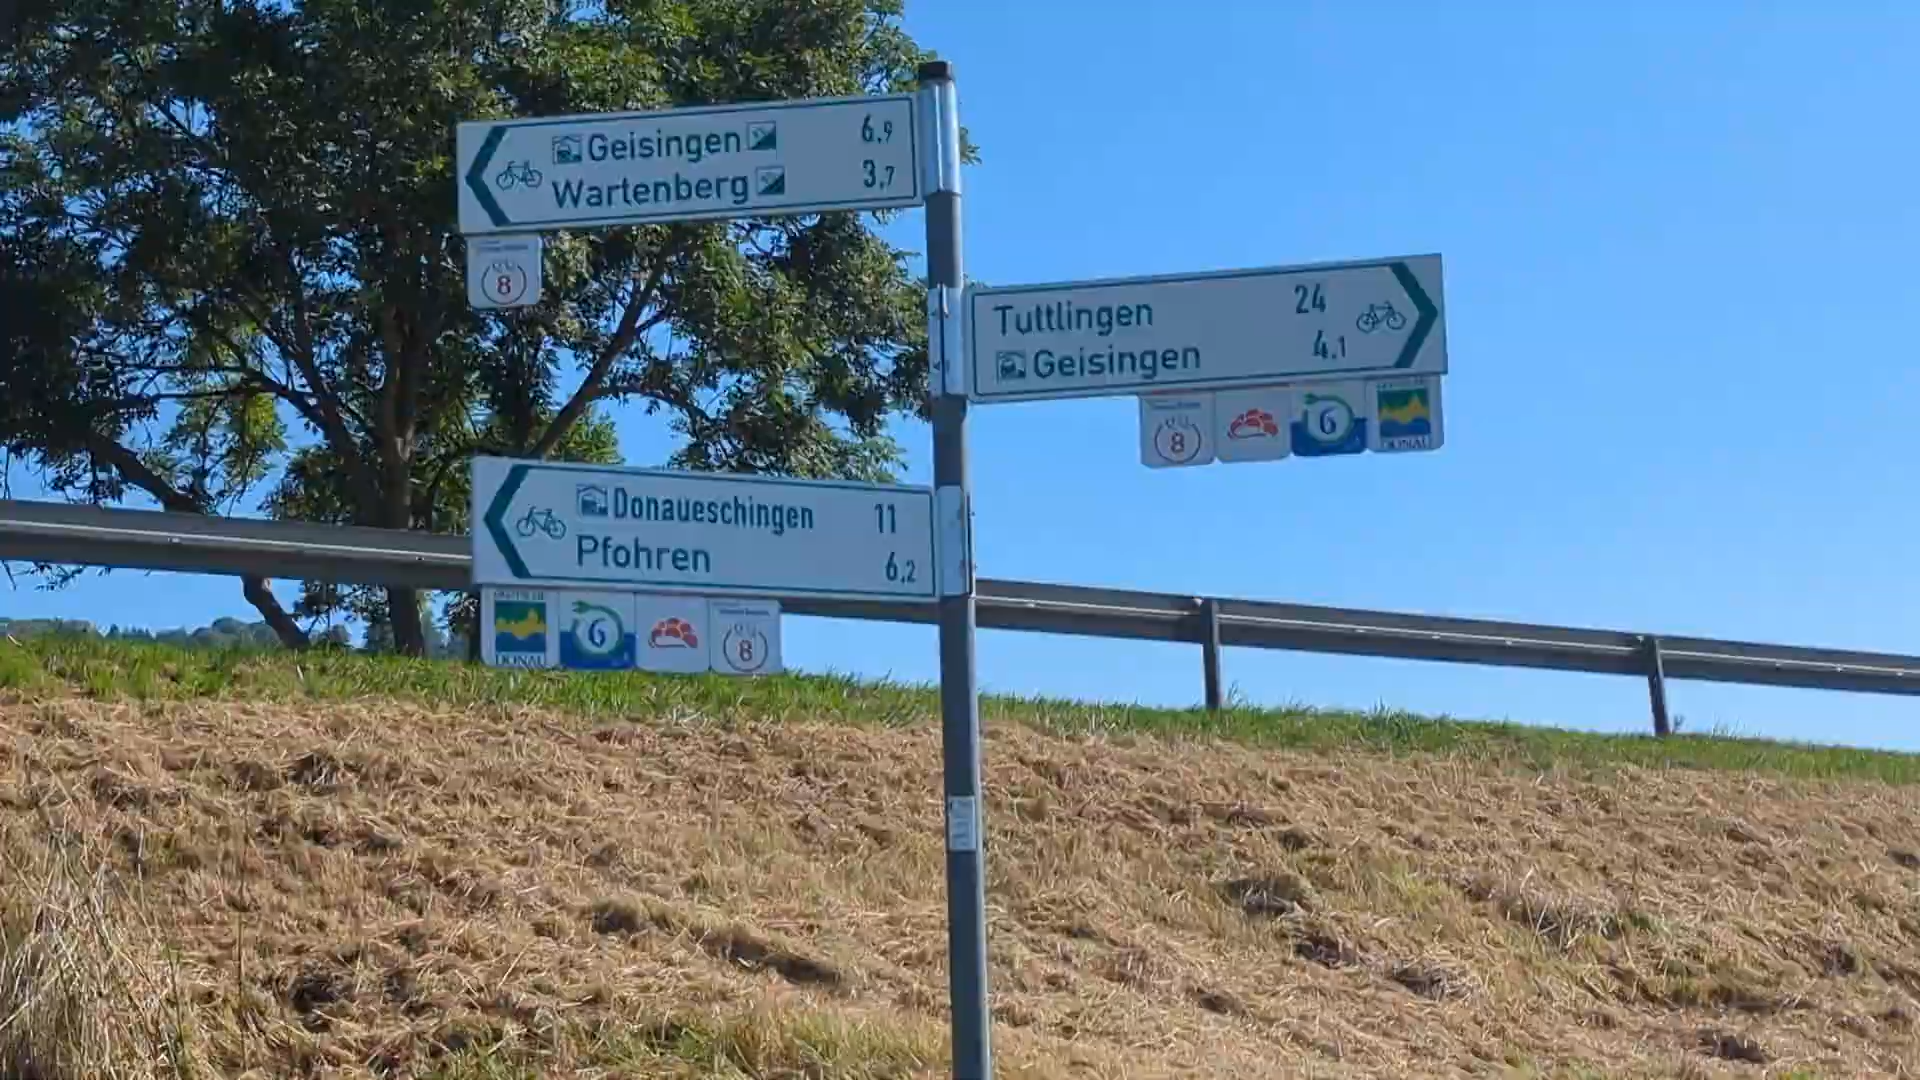 Geisingen 6,9
Wartenberg 3,7
8
Tuttlingen 24
Geisingen 4,1
8 6 DONAU
Donaueschingen 11
Pfohren 6,2
DONAU 6 8